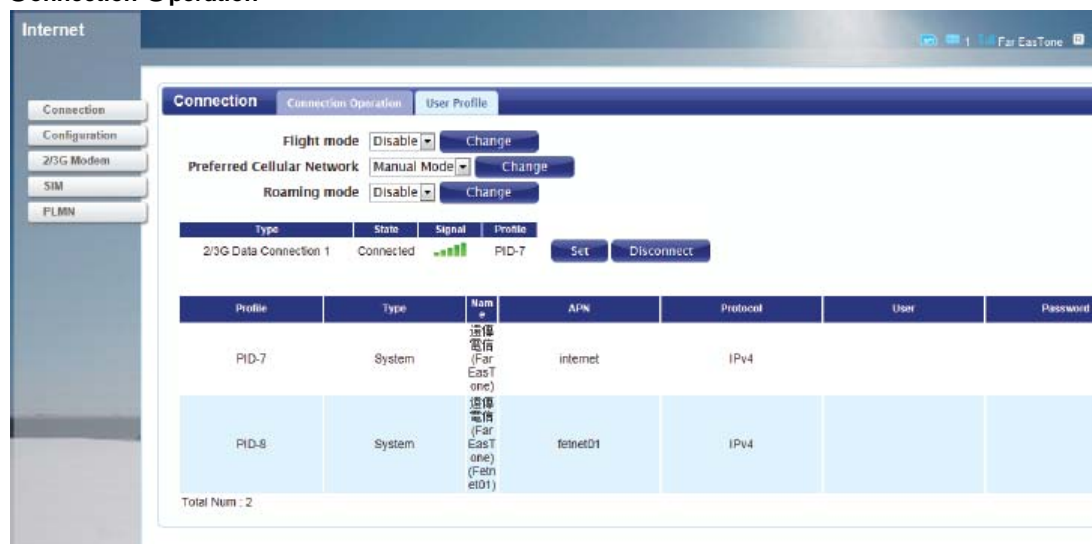 Connection Operation
Internet
1 Far EasTone
Connection
Configuration
2/3G Modem
SIM
PLMN
Connection Connection Operation User Profile
Flight mode Disable Change
Preferred Cellular Network Manual Mode Change
Roaming mode Disable Change
Type State Signal Profile
2/3G Data Connection 1 Connected PID-7 Set Disconnect
Profile Type Nam APN Protocol User Password
e
遠傳
電信
(Far
PID-7 System EasT internet IPv4
one)
遠傳
電信
(Far
PID-8 System EasT fetnet01 IPv4
one)
(Fetn
et01)
Total Num : 2